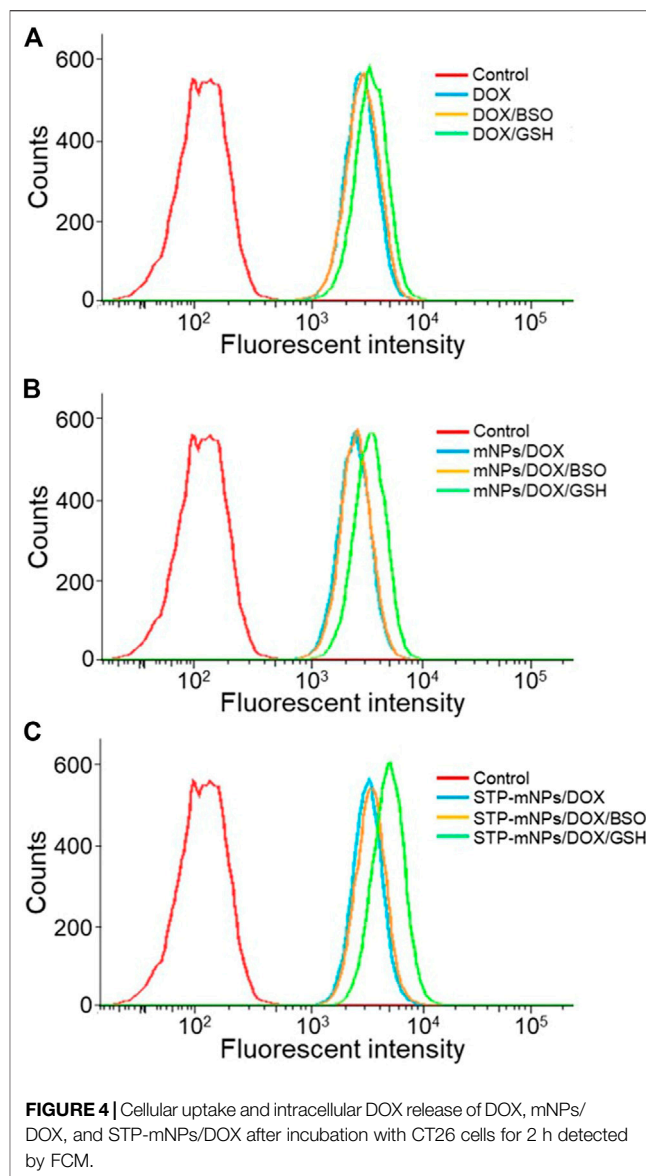 A
600
400
200
0
Counts
Control
DOX
DOX/BSO
DOX/GSH
10² 10³ 10⁴ 10⁵
Fluorescent intensity
B
600
400
200
0
Counts
Control
mNPs/DOX
mNPs/DOX/BSO
mNPs/DOX/GSH
10² 10³ 10⁴ 10⁵
Fluorescent intensity
C
600
400
200
0
Counts
Control
STP-mNPs/DOX
STP-mNPs/DOX/BSO
STP-mNPs/DOX/GSH
10² 10³ 10⁴ 10⁵
Fluorescent intensity
FIGURE 4 | Cellular uptake and intracellular DOX release of DOX, mNPs/
DOX, and STP-mNPs/DOX after incubation with CT26 cells for 2 h detected
by FCM.